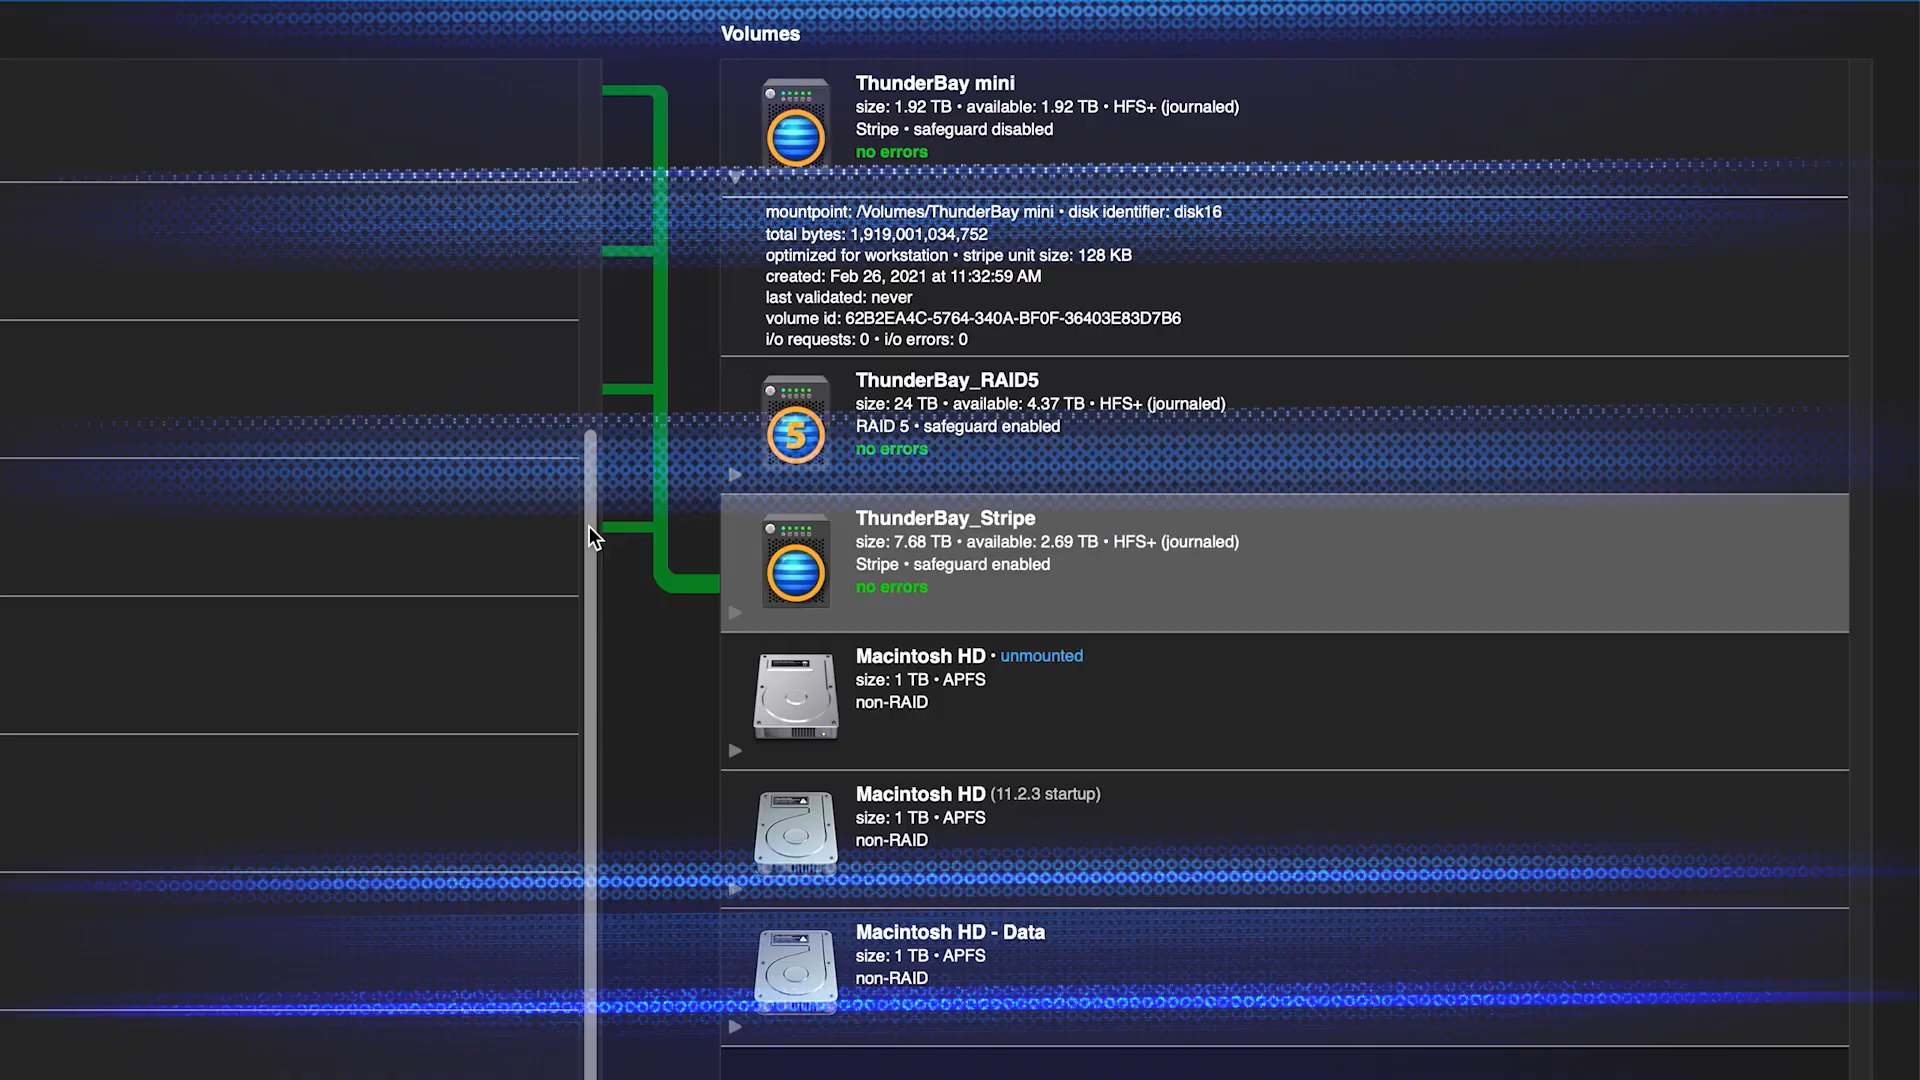 Volumes
ThunderBay mini
size: 1.92 TB • available: 1.92 TB • HFS+ (journaled)
Stripe • safeguard disabled
no errors
mountpoint: /Volumes/ThunderBay mini • disk identifier: disk16
total bytes: 1,919,001,034,752
optimized for workstation • stripe unit size: 128 KB
created: Feb 26, 2021 at 11:32:59 AM
last validated: never
volume id: 62B2EA4C-5764-340A-BF0F-36403E83D7B6
i/o requests: 0 • i/o errors: 0
ThunderBay_RAID5
size: 24 TB • available: 4.37 TB • HFS+ (journaled)
RAID 5 • safeguard enabled
no errors
5
ThunderBay_Stripe
size: 7.68 TB • available: 2.69 TB • HFS+ (journaled)
Stripe • safeguard enabled
no errors
Macintosh HD • unmounted
size: 1 TB • APFS
non-RAID
Macintosh HD (11.2.3 startup)
size: 1 TB • APFS
non-RAID
Macintosh HD - Data
size: 1 TB • APFS
non-RAID